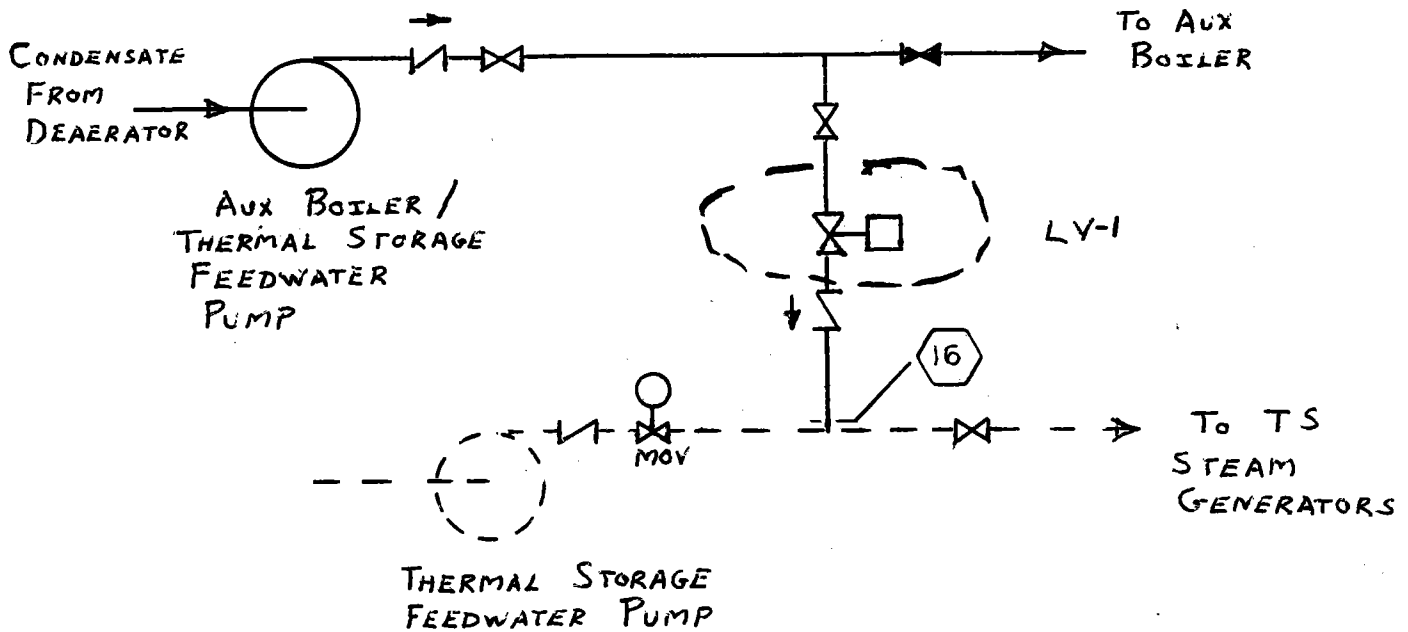 CONDENSATE
FROM
DEAERATOR
TO AUX
BOILER
AUX BOILER /
THERMAL STORAGE
FEEDWATER
PUMP
LV-1
16
MOV
TO TS
STEAM
GENERATORS
THERMAL STORAGE
FEEDWATER PUMP